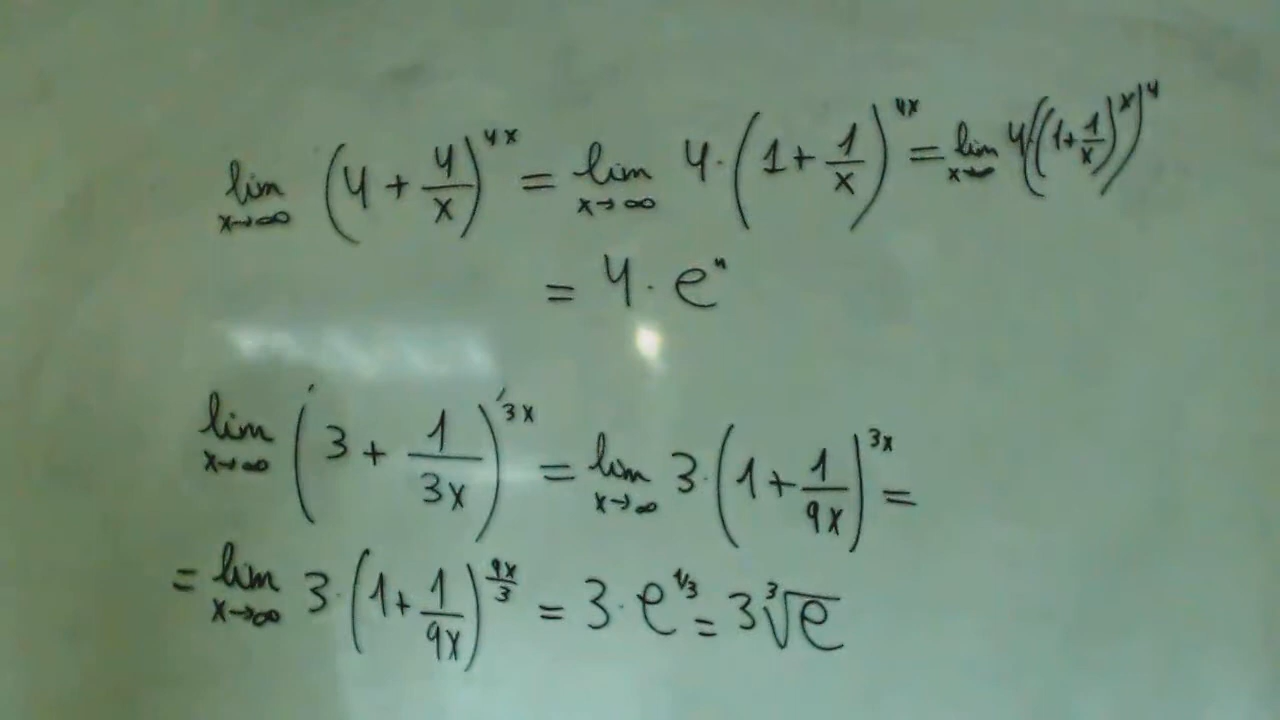 lim x→∞ (4 + 4/x)^4x = lim x→∞ 4·(1 + 1/x)^4x = lim x→∞ 4((1+1/x)^x)^4
= 4·e^4
lim x→∞ (3 + 1/3x)^3x = lim x→∞ 3·(1 + 1/9x)^3x =
= lim x→∞ 3·(1 + 1/9x)^9x/3 = 3·e^1/3 = 3∛e